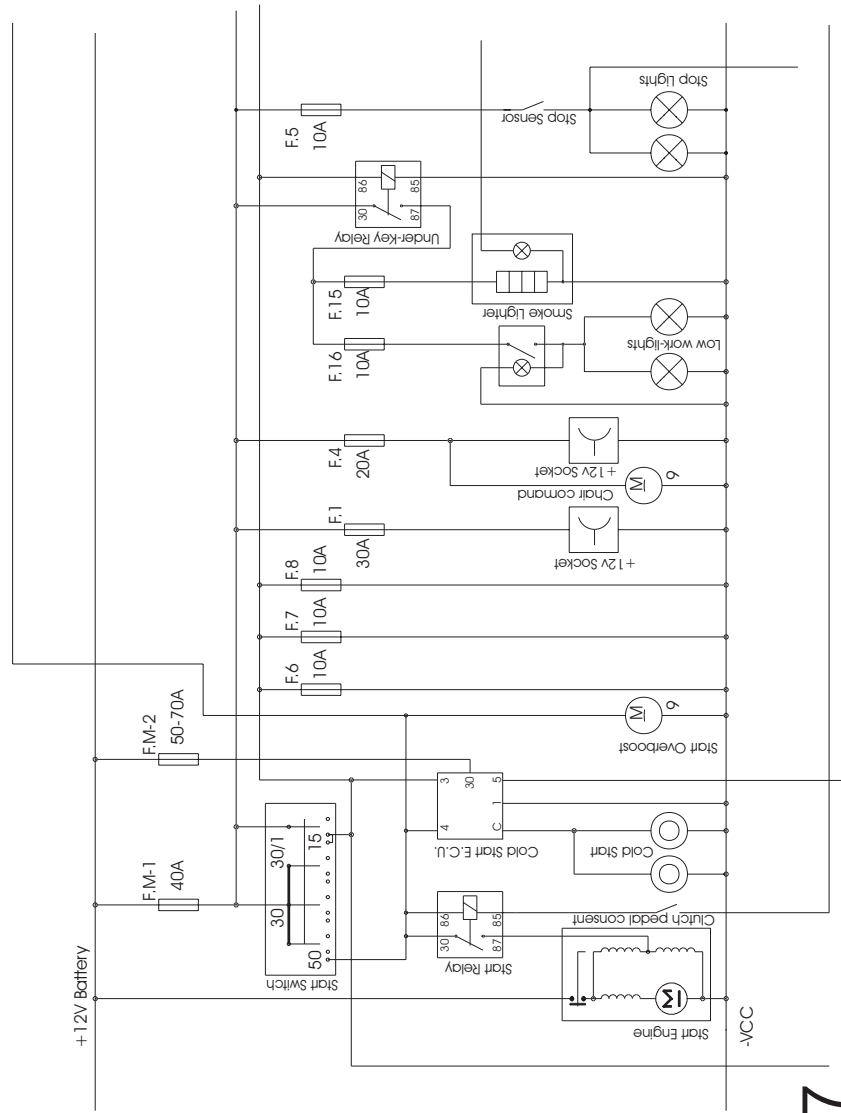 +12V Battery
F.M-1
40A
F.M-2
50-70A
30
30/1
50
15
Start Switch
F.6
10A
F.7
10A
F.8
10A
F.1
30A
F.4
20A
F.16
10A
F.15
10A
F.5
10A
30
86
87
85
Under-Key Relay
Stop Sensor
Stop Lights
Smoke Lighter
Low work-lights
+12v Socket
Chair comand
M
9
+12v Socket
M
9
Start Overboost
4
3
30
C
1
5
Cold Start E.C.U.
Cold Start
30
86
87
85
Start Relay
Clutch pedal consent
M
Start Engine
-VCC
7